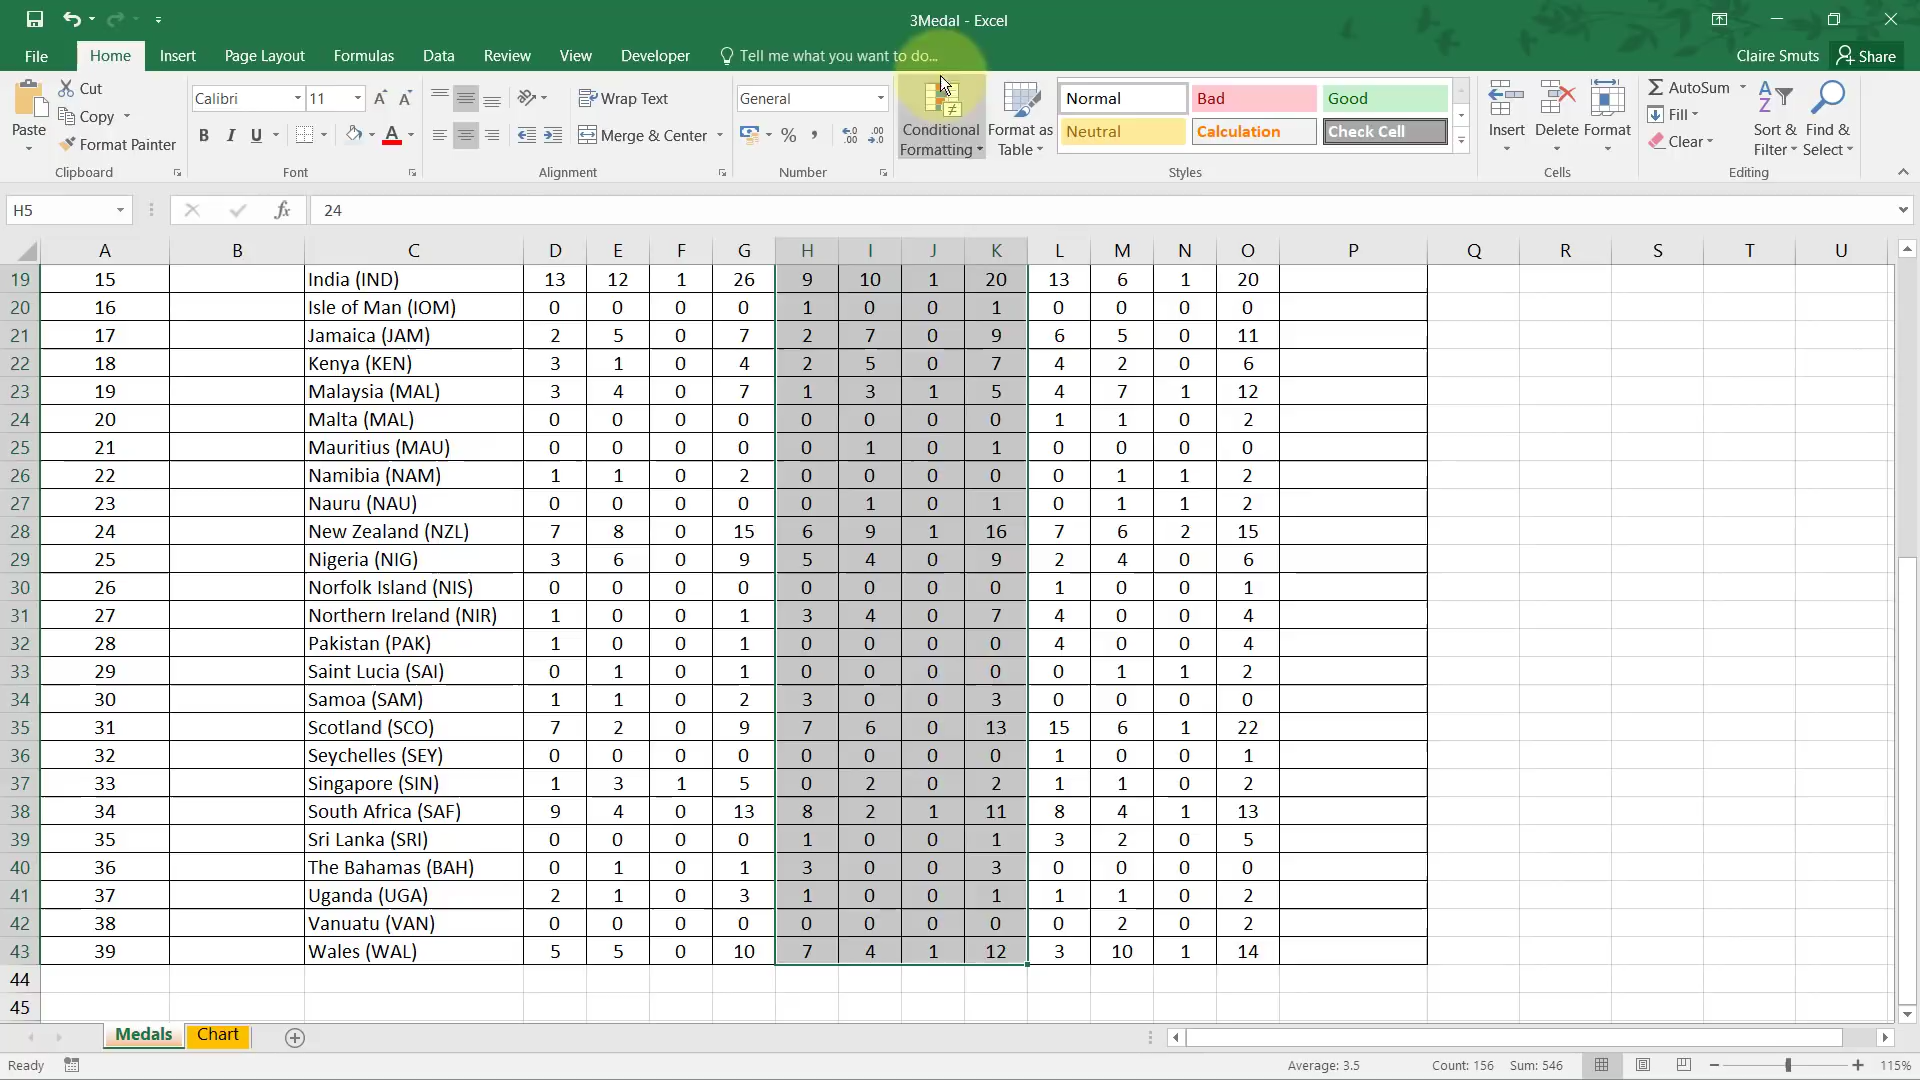 3Medal - Excel
File Home Insert Page Layout Formulas Data Review View Developer Tell me what you want to do... Claire Smuts Share
Paste Cut Copy Format Painter
Calibri 11 A A B I U A
Wrap Text Merge & Center
General % , .00 .00
Conditional Formatting Format as Table
Normal Bad Good
Neutral Calculation Check Cell
Insert Delete Format
AutoSum Fill Clear Sort & Filter Find & Select
Clipboard Font Alignment Number Styles Cells Editing
H5 fx 24
A B C D E F G H I J K L M N O P Q R S T U
19 15 India (IND) 13 12 1 26 9 10 1 20 13 6 1 20
20 16 Isle of Man (IOM) 0 0 0 0 1 0 0 1 0 0 0 0
21 17 Jamaica (JAM) 2 5 0 7 2 7 0 9 6 5 0 11
22 18 Kenya (KEN) 3 1 0 4 2 5 0 7 4 2 0 6
23 19 Malaysia (MAL) 3 4 0 7 1 3 1 5 4 7 1 12
24 20 Malta (MAL) 0 0 0 0 0 0 0 0 1 1 0 2
25 21 Mauritius (MAU) 0 0 0 0 0 1 0 1 0 0 0 0
26 22 Namibia (NAM) 1 1 0 2 0 0 0 0 0 1 1 2
27 23 Nauru (NAU) 0 0 0 0 0 1 0 1 0 1 1 2
28 24 New Zealand (NZL) 7 8 0 15 6 9 1 16 7 6 2 15
29 25 Nigeria (NIG) 3 6 0 9 5 4 0 9 2 4 0 6
30 26 Norfolk Island (NIS) 0 0 0 0 0 0 0 0 1 0 0 1
31 27 Northern Ireland (NIR) 1 0 0 1 3 4 0 7 4 0 0 4
32 28 Pakistan (PAK) 1 0 0 1 0 0 0 0 4 0 0 4
33 29 Saint Lucia (SAI) 0 1 0 1 0 0 0 0 0 1 1 2
34 30 Samoa (SAM) 1 1 0 2 3 0 0 3 0 0 0 0
35 31 Scotland (SCO) 7 2 0 9 7 6 0 13 15 6 1 22
36 32 Seychelles (SEY) 0 0 0 0 0 0 0 0 1 0 0 1
37 33 Singapore (SIN) 1 3 1 5 0 2 0 2 1 1 0 2
38 34 South Africa (SAF) 9 4 0 13 8 2 1 11 8 4 1 13
39 35 Sri Lanka (SRI) 0 0 0 0 1 0 0 1 3 2 0 5
40 36 The Bahamas (BAH) 0 1 0 1 3 0 0 3 0 0 0 0
41 37 Uganda (UGA) 2 1 0 3 1 0 0 1 1 1 0 2
42 38 Vanuatu (VAN) 0 0 0 0 0 0 0 0 0 2 0 2
43 39 Wales (WAL) 5 5 0 10 7 4 1 12 3 10 1 14
44
45
Medals Chart
Ready Average: 3.5 Count: 156 Sum: 546 115%